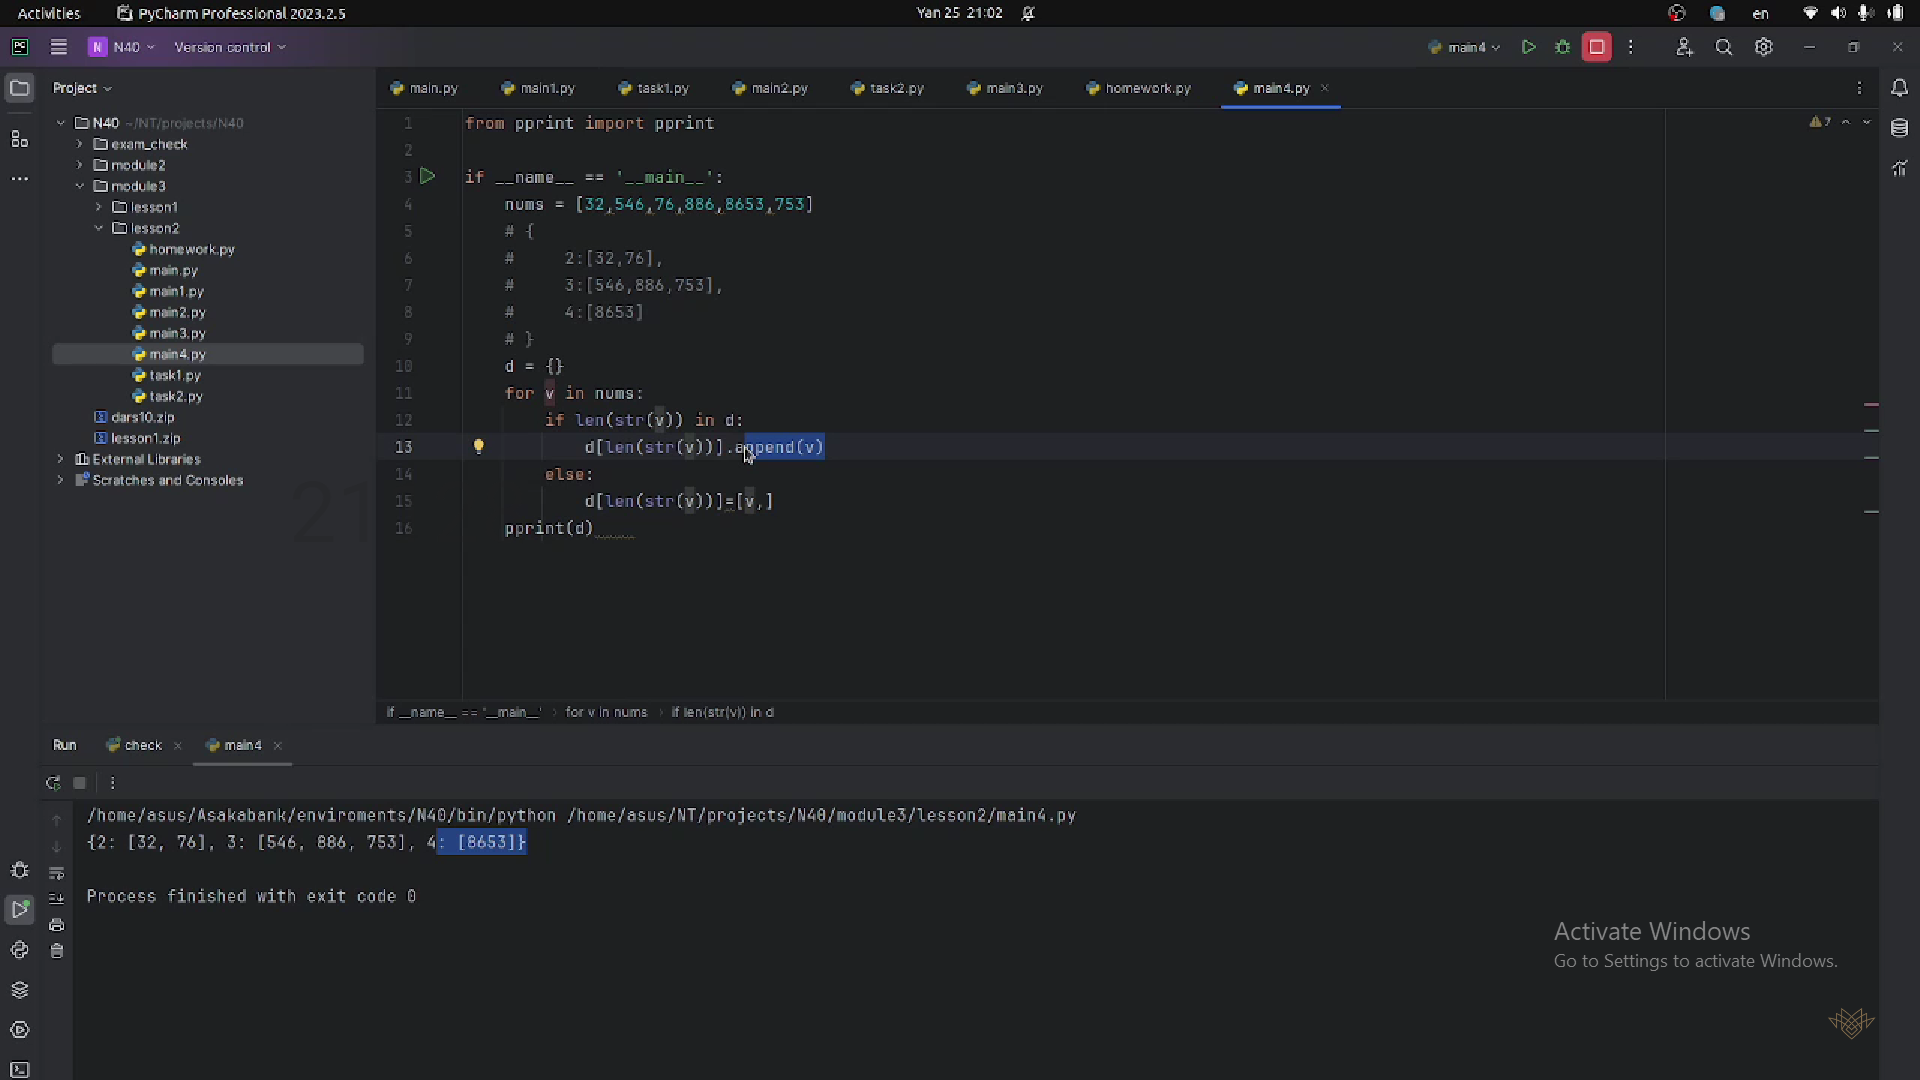 Activities PyCharm Professional 2023.2.5 Yan 25 21:02 en
PC N N40 Version control main4
Project main.py main1.py task1.py main2.py task2.py main3.py homework.py main4.py
N40 ~/NT/projects/N40
exam_check
module2
module3
lesson1
lesson2
homework.py
main.py
main1.py
main2.py
main3.py
main4.py
task1.py
task2.py
dars10.zip
lesson1.zip
External Libraries
Scratches and Consoles
21
7
1 from pprint import pprint
2
3 if __name__ == '__main__':
4 nums = [32,546,76,886,8653,753]
5 # {
6 # 2:[32,76],
7 # 3:[546,886,753],
8 # 4:[8653]
9 # }
10 d = {}
11 for v in nums:
12 if len(str(v)) in d:
13 d[len(str(v))].append(v)
14 else:
15 d[len(str(v))]=[v,]
16 pprint(d)
if __name__ == '__main__' > for v in nums > if len(str(v)) in d
Run check main4
/home/asus/Asakabank/enviroments/N40/bin/python /home/asus/NT/projects/N40/module3/lesson2/main4.py
{2: [32, 76], 3: [546, 886, 753], 4: [8653]}
Process finished with exit code 0
Activate Windows
Go to Settings to activate Windows.